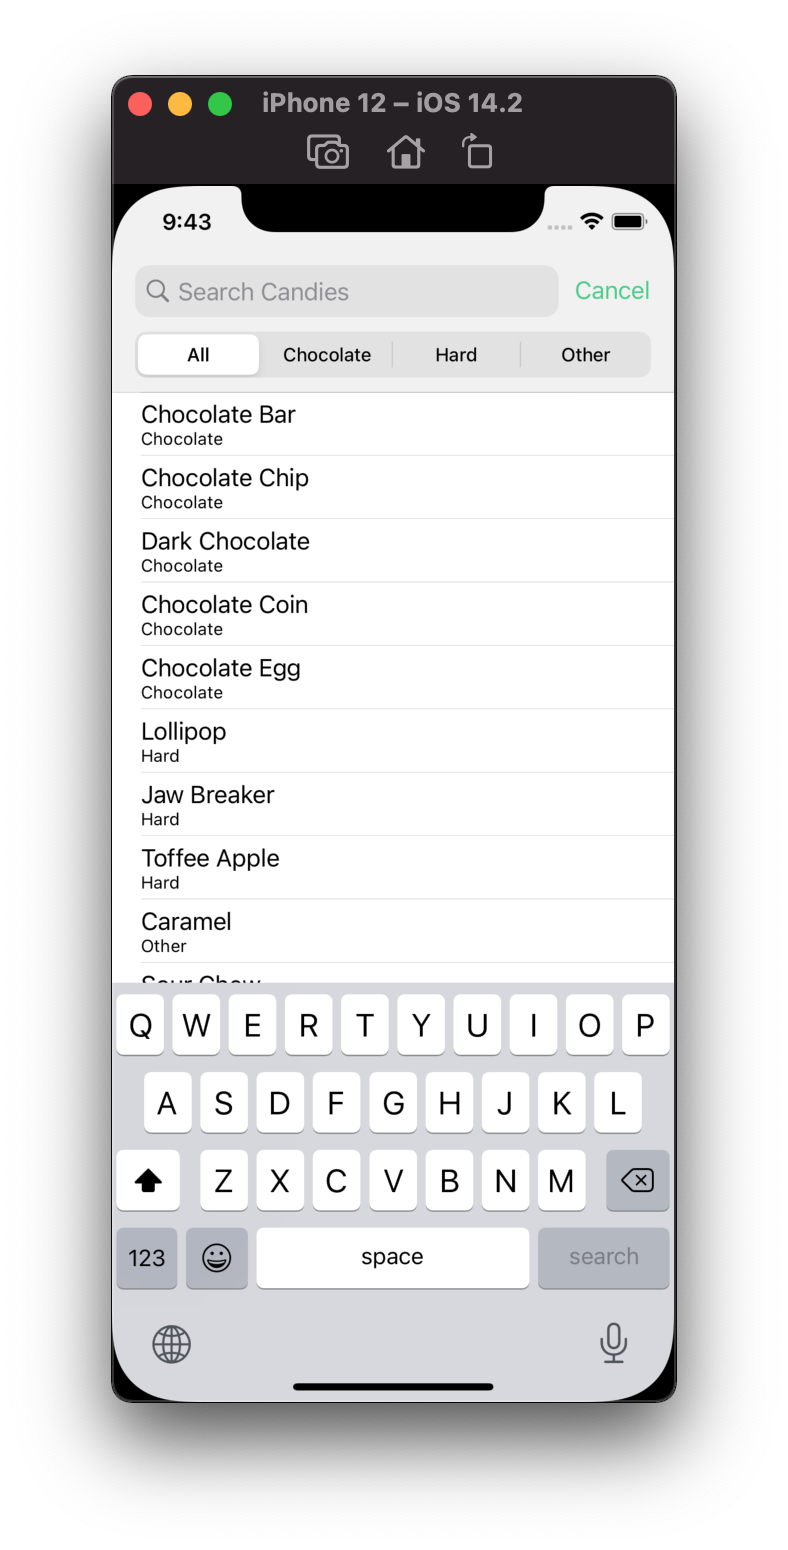 iPhone 12 – iOS 14.2
9:43
Search Candies
Cancel
All
Chocolate
Hard
Other
Chocolate Bar
Chocolate
Chocolate Chip
Chocolate
Dark Chocolate
Chocolate
Chocolate Coin
Chocolate
Chocolate Egg
Chocolate
Lollipop
Hard
Jaw Breaker
Hard
Toffee Apple
Hard
Caramel
Other
Sour Chew
Q W E R T Y U I O P
A S D F G H J K L
Z X C V B N M
123
space
search